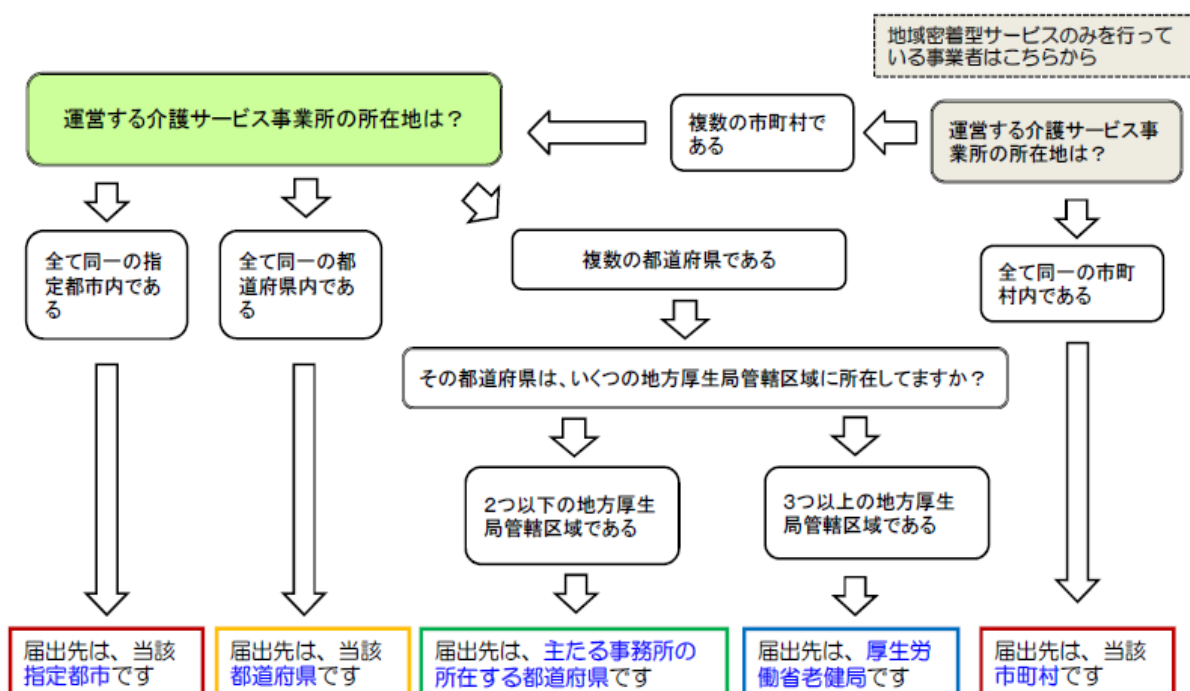 地域密着型サービスのみを行って
いる事業者はこちらから
運営する介護サービス事業所の所在地は？
複数の市町村で
ある
運営する介護サービス事
業所の所在地は？
全て同一の指
定都市内であ
る
全て同一の都
道府県内であ
る
複数の都道府県である
全て同一の市町
村内である
その都道府県は、いくつの地方厚生局管轄区域に所在してますか？
2つ以下の地方厚生
局管轄区域である
3つ以上の地方厚生
局管轄区域である
届出先は、当該
指定都市です
届出先は、当該
都道府県です
届出先は、主たる事務所の
所在する都道府県です
届出先は、厚生労
働省老健局です
届出先は、当該
市町村です